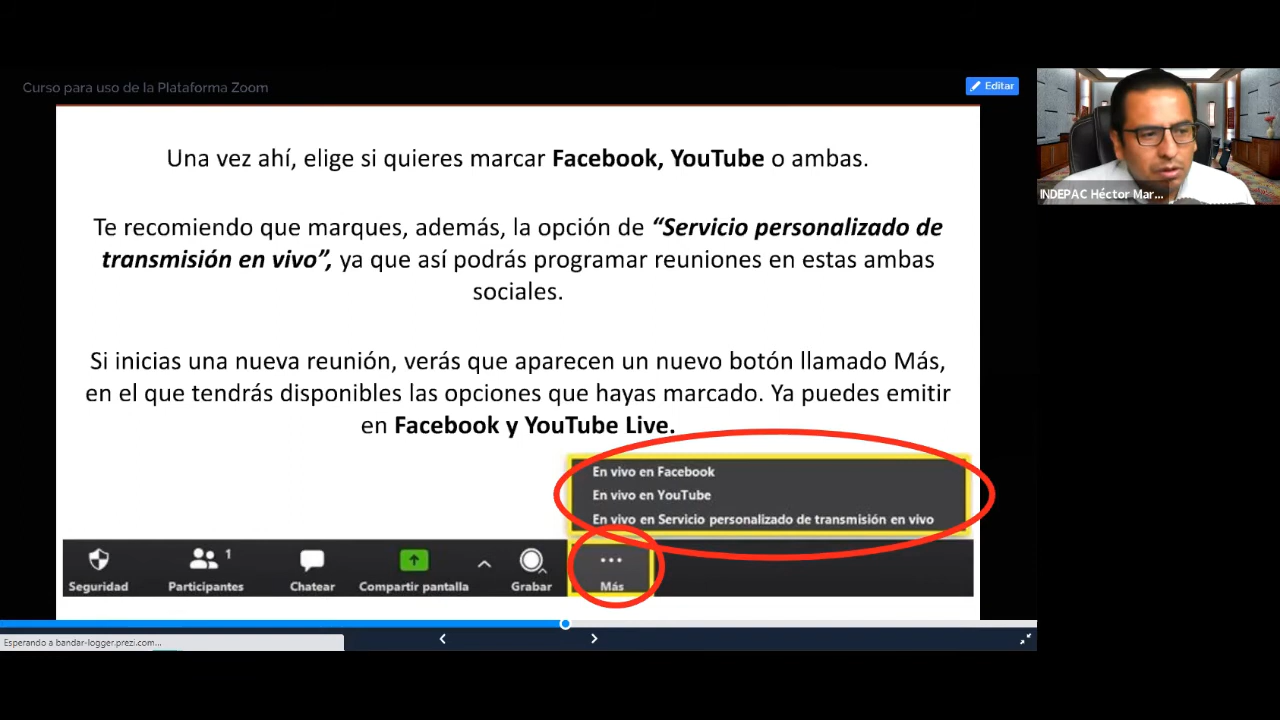 Curso para uso de la Plataforma Zoom
Editar
INDEPAC Héctor Mar...
Una vez ahí, elige si quieres marcar Facebook, YouTube o ambas.
Te recomiendo que marques, además, la opción de “Servicio personalizado de
transmisión en vivo”, ya que así podrás programar reuniones en estas ambas
sociales.
Si inicias una nueva reunión, verás que aparecen un nuevo botón llamado Más,
en el que tendrás disponibles las opciones que hayas marcado. Ya puedes emitir
en Facebook y YouTube Live.
En vivo en Facebook
En vivo en YouTube
En vivo en Servicio personalizado de transmisión en vivo
1
Seguridad Participantes Chatear Compartir pantalla Grabar Más
Esperando a bandar-logger.prezi.com...